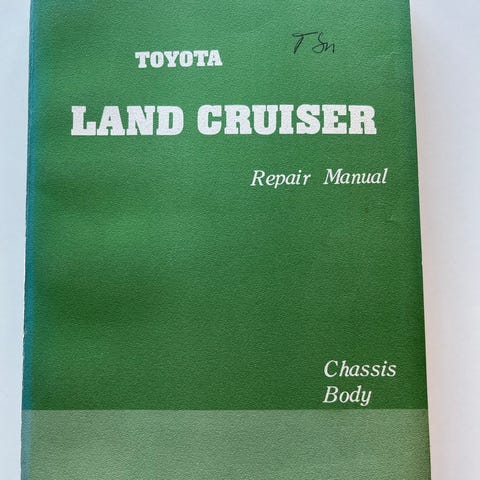 TOYOTA
LAND CRUISER
Repair Manual
Chassis
Body